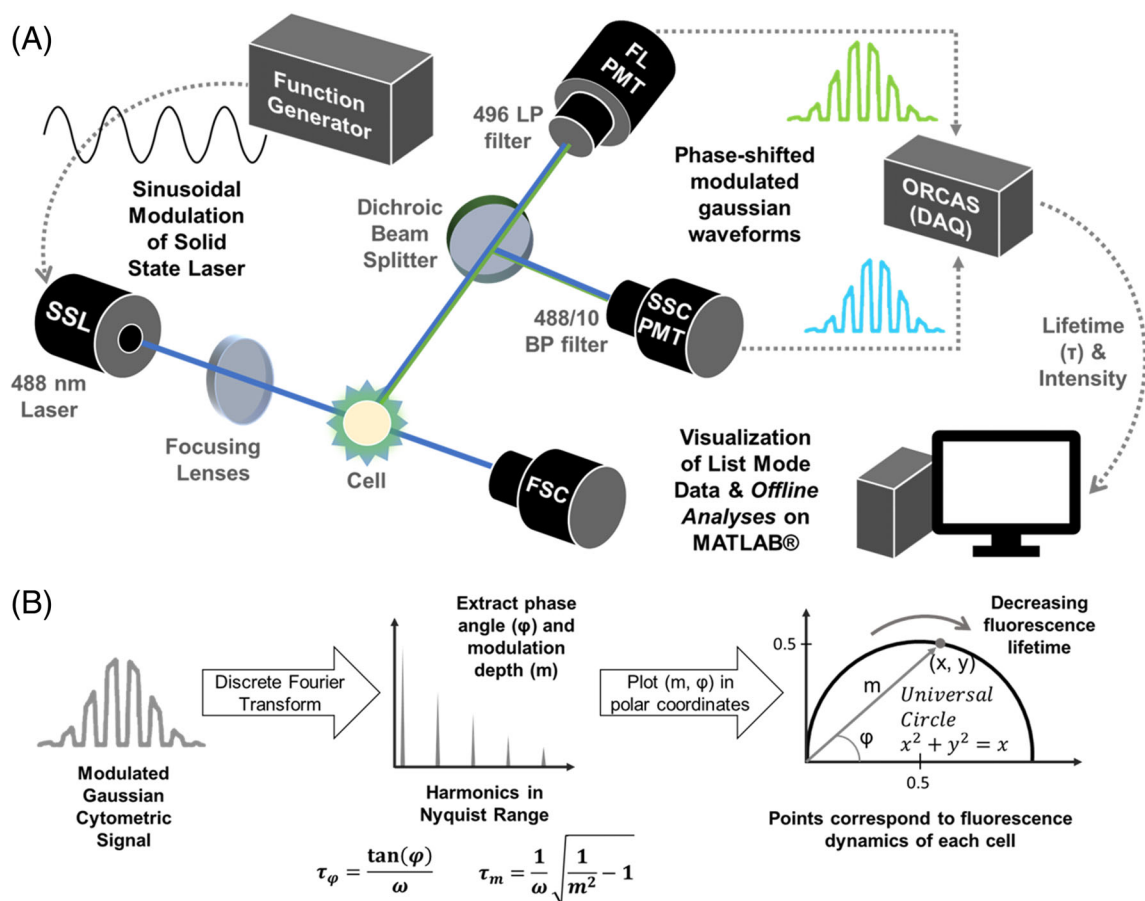 (A)
Function
Generator
Sinusoidal
Modulation
of Solid
State Laser
SSL
488 nm
Laser
Focusing
Lenses
Cell
FSC
496 LP
filter
FL
PMT
Dichroic
Beam
Splitter
488/10
BP filter
SSC
PMT
Phase-shifted
modulated
gaussian
waveforms
ORCAS
(DAQ)
Lifetime
(τ) &
Intensity
Visualization
of List Mode
Data & Offline
Analyses on
MATLAB®
(B)
Modulated
Gaussian
Cytometric
Signal
Discrete Fourier
Transform
Extract phase
angle (φ) and
modulation
depth (m)
Harmonics in
Nyquist Range
τφ = tan(φ)/ω
τm = 1/ω √(1/m² − 1)
Plot (m, φ) in
polar coordinates
Decreasing
fluorescence
lifetime
0.5
(x, y)
m
φ
Universal
Circle
x² + y² = x
0.5
Points correspond to fluorescence
dynamics of each cell